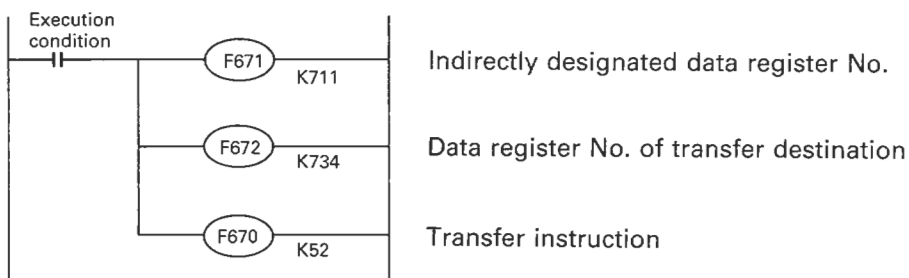 Execution
condition
F671
K711
Indirectly designated data register No.
F672
K734
Data register No. of transfer destination
F670
K52
Transfer instruction